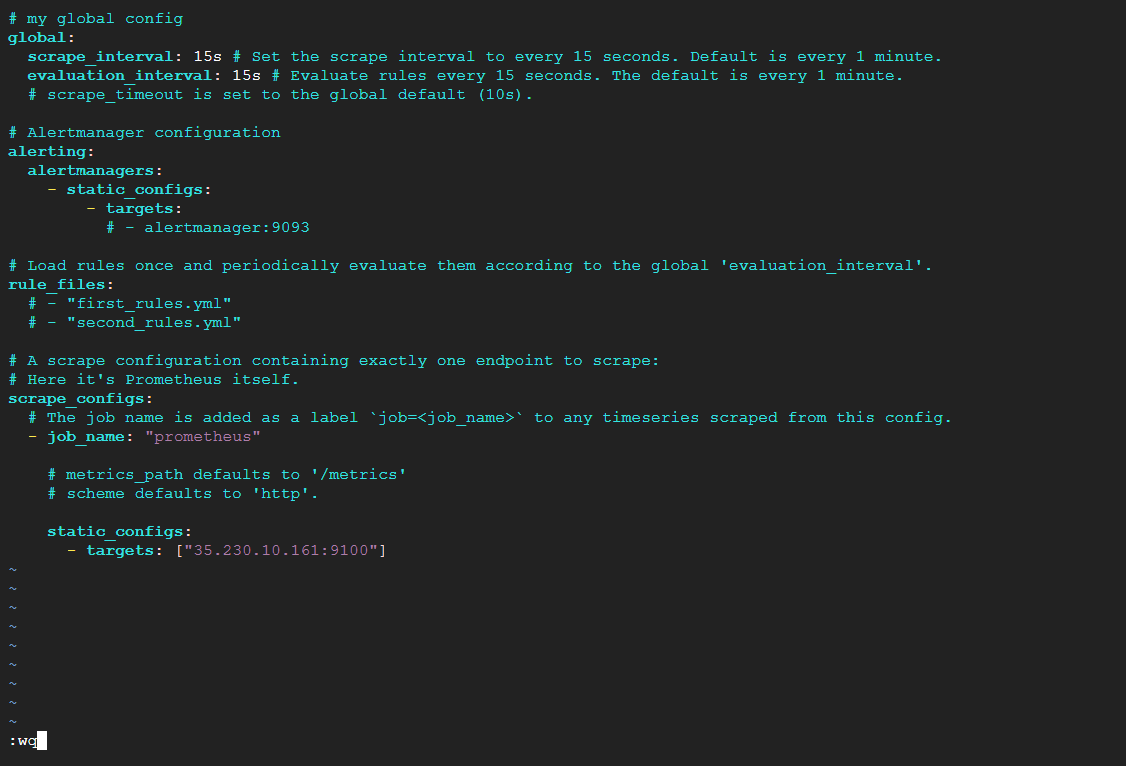 # my global config
global:
  scrape_interval: 15s # Set the scrape interval to every 15 seconds. Default is every 1 minute.
  evaluation_interval: 15s # Evaluate rules every 15 seconds. The default is every 1 minute.
  # scrape_timeout is set to the global default (10s).

# Alertmanager configuration
alerting:
  alertmanagers:
    - static_configs:
        - targets:
          # - alertmanager:9093

# Load rules once and periodically evaluate them according to the global 'evaluation_interval'.
rule_files:
  # - "first_rules.yml"
  # - "second_rules.yml"

# A scrape configuration containing exactly one endpoint to scrape:
# Here it's Prometheus itself.
scrape_configs:
  # The job name is added as a label `job=<job_name>` to any timeseries scraped from this config.
  - job_name: "prometheus"

    # metrics_path defaults to '/metrics'
    # scheme defaults to 'http'.

    static_configs:
      - targets: ["35.230.10.161:9100"]
~
~
~
~
~
~
~
~
~
:wq